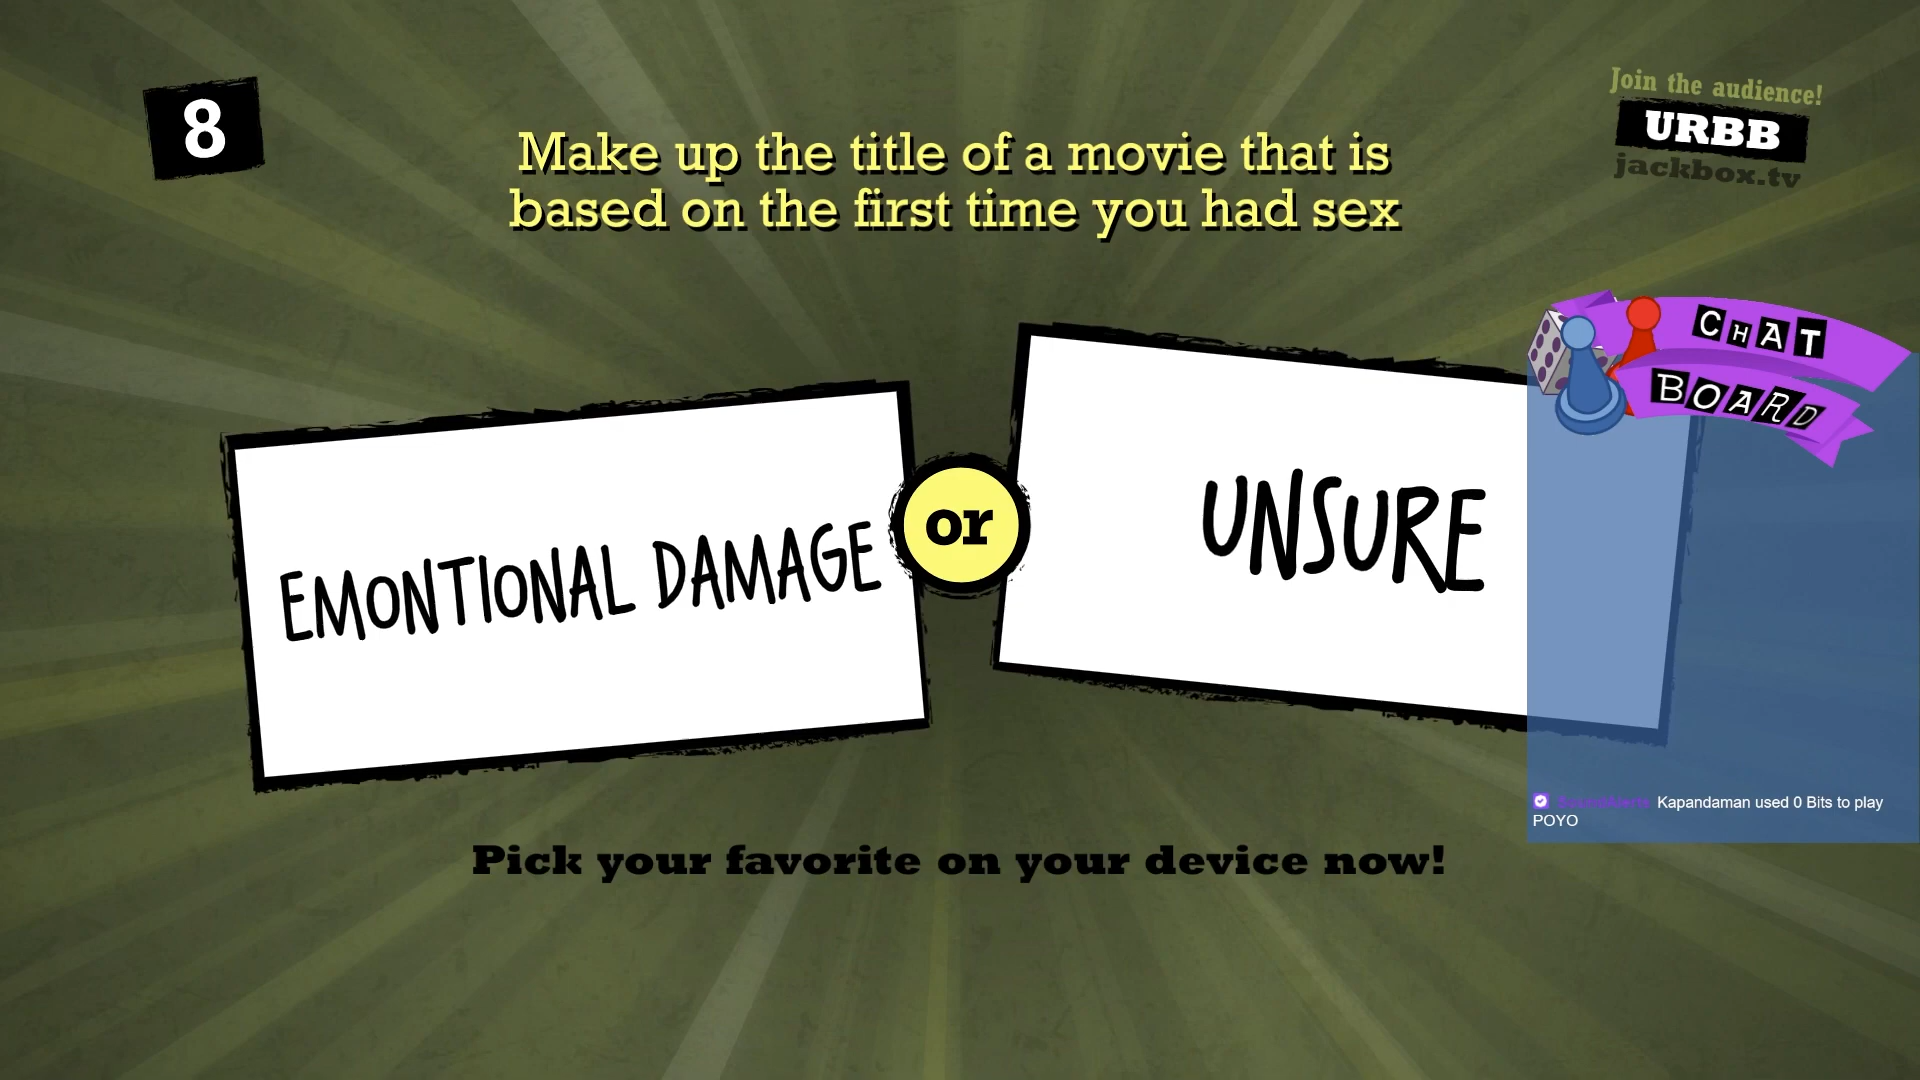 8
Join the audience!
URBB
jackbox.tv
Make up the title of a movie that is
based on the first time you had sex
CHAT
BOARD
EMONTIONAL DAMAGE
or
UNSURE
Kapandaman used 0 Bits to play
POYO
Pick your favorite on your device now!